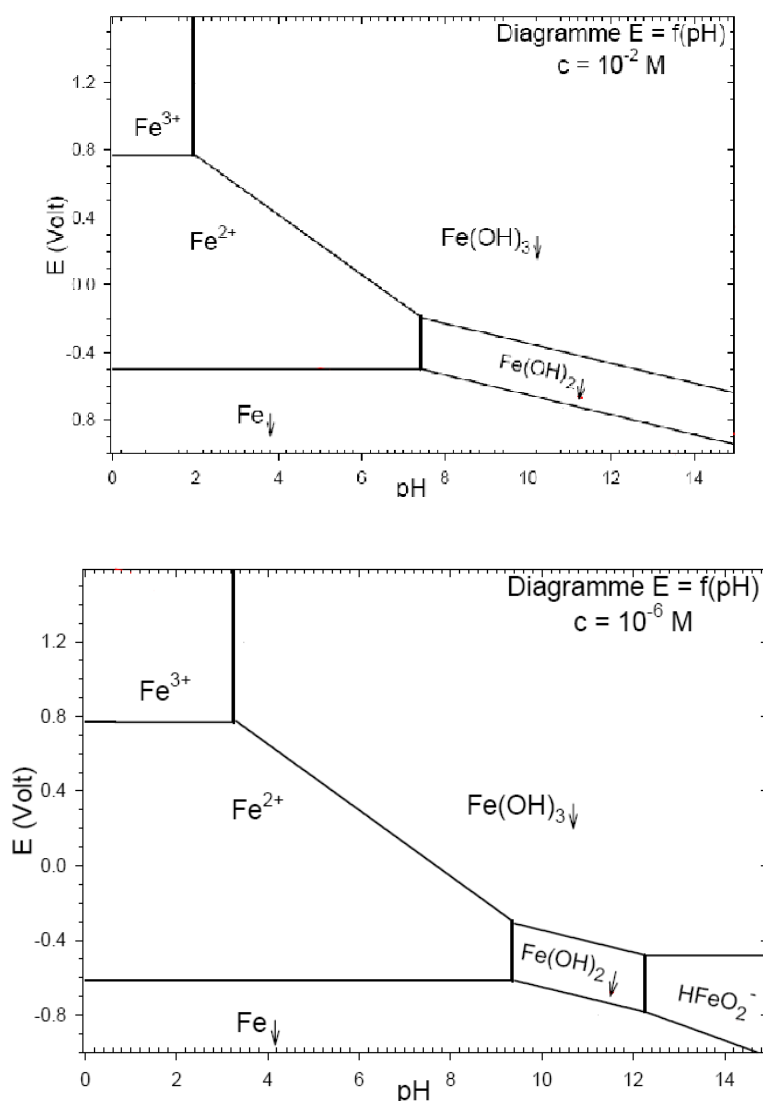 Diagramme E = f(pH)
c = 10⁻² M
1.2
0.8
0.4
0.0
-0.4
0.8
E (Volt)
Fe³⁺
Fe²⁺
Fe(OH)₃↓
Fe(OH)₂↓
Fe↓
0 2 4 6 8 10 12 14
pH
Diagramme E = f(pH)
c = 10⁻⁶ M
1.2
0.8
0.4
0.0
-0.4
-0.8
E (Volt)
Fe³⁺
Fe²⁺
Fe(OH)₃↓
Fe(OH)₂↓
HFeO₂⁻
Fe↓
0 2 4 6 8 10 12 14
pH